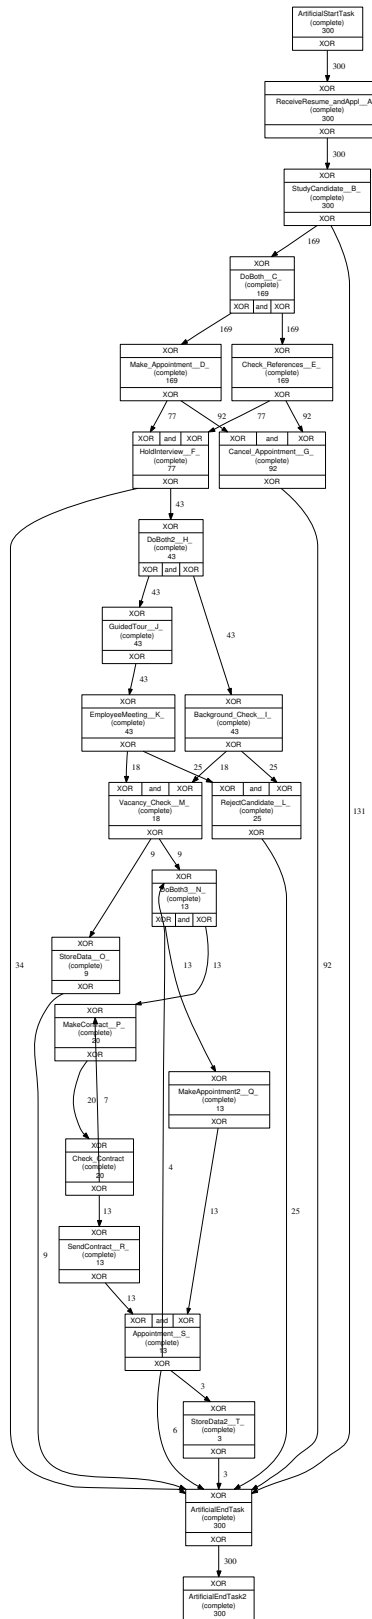 ArtificialStartTask
(complete)
300
XOR
300
XOR
ReceiveResume_andAppl__A
(complete)
300
XOR
300
XOR
StudyCandidate__B_
(complete)
300
XOR
169
XOR
DoBoth__C_
(complete)
169
XOR and XOR
169 169
XOR
Make_Appointment__D_
(complete)
169
XOR
XOR
Check_References__E_
(complete)
169
XOR
77 92 77 92
XOR and XOR
HoldInterview__F_
(complete)
77
XOR
XOR and XOR
Cancel_Appointment__G_
(complete)
92
XOR
43
XOR
DoBoth2__H_
(complete)
43
XOR and XOR
43
XOR
GuidedTour__J_
(complete)
43
XOR
43
43
XOR
EmployeeMeeting__K_
(complete)
43
XOR
XOR
Background_Check__I_
(complete)
43
XOR
18 25 18 25
XOR and XOR
Vacancy_Check__M_
(complete)
18
XOR
XOR and XOR
RejectCandidate__L_
(complete)
25
XOR
131
9 9
XOR
DoBoth3__N_
(complete)
13
XOR and XOR
XOR
StoreData__O_
(complete)
9
XOR
34
13 13
92
XOR
MakeContract__P_
(complete)
20
XOR
XOR
MakeAppointment2__Q_
(complete)
13
XOR
20 7
XOR
Check_Contract
(complete)
20
XOR
4
13
13
25
9
XOR
SendContract__R_
(complete)
13
XOR
13
XOR and XOR
Appointment__S_
(complete)
13
XOR
3
6
XOR
StoreData2__T_
(complete)
3
XOR
3
XOR
ArtificialEndTask
(complete)
300
XOR
300
XOR
ArtificialEndTask2
(complete)
300